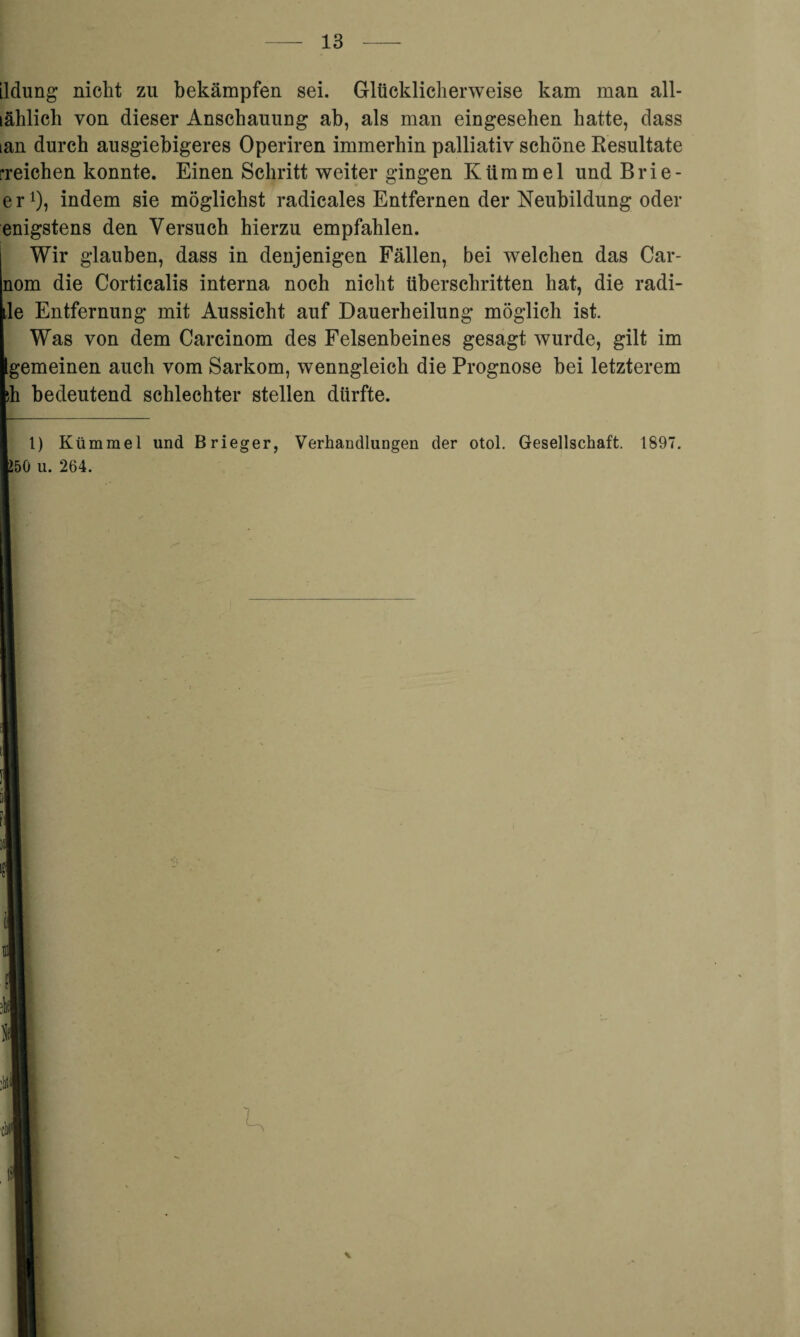 — 13 —
ildung nicht zu bekämpfen sei. Glücklicherweise kam man all-
ählich von dieser Anschauung ab, als man eingesehen hatte, dass
an durch ausgiebigeres Operiren immerhin palliativ schöne Resultate
rreichen konnte. Einen Schritt weiter gingen Kümmel und Brie-
er 1), indem sie möglichst radicales Entfernen der Neubildung oder
enigstens den Versuch hierzu empfahlen.
Wir glauben, dass in denjenigen Fällen, bei welchen das Car-
nom die Corticalis interna noch nicht überschritten hat, die radi-
le Entfernung mit Aussicht auf Dauerheilung möglich ist.
Was von dem Carcinom des Felsenbeines gesagt wurde, gilt im
gemeinen auch vom Sarkom, wenngleich die Prognose bei letzterem
h bedeutend schlechter stellen dürfte.
1) Kümmel und Brieger, Verhandlungen der otol. Gesellschaft. 1897.
250 u. 264.